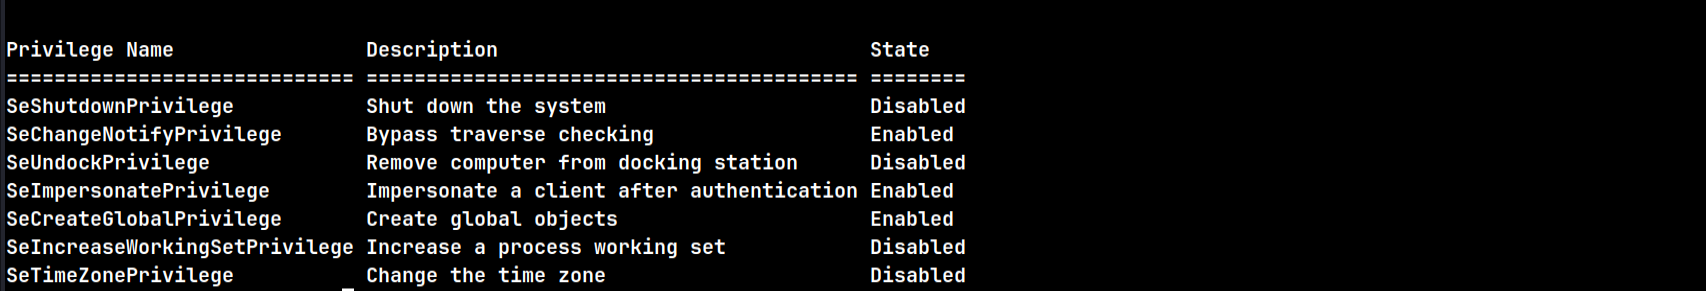 Privilege Name                Description                               State
============================= ========================================= ========
SeShutdownPrivilege           Shut down the system                      Disabled
SeChangeNotifyPrivilege       Bypass traverse checking                  Enabled
SeUndockPrivilege             Remove computer from docking station      Disabled
SeImpersonatePrivilege        Impersonate a client after authentication Enabled
SeCreateGlobalPrivilege       Create global objects                     Enabled
SeIncreaseWorkingSetPrivilege Increase a process working set            Disabled
SeTimeZonePrivilege           Change the time zone                      Disabled